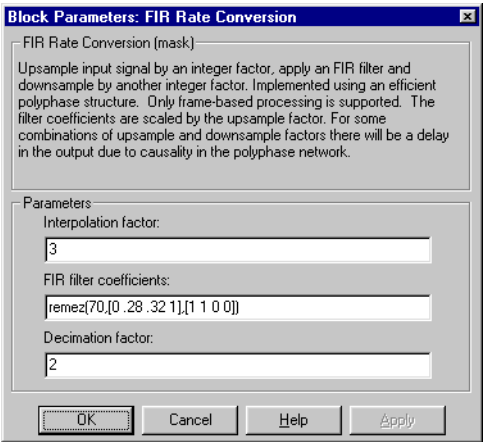 Block Parameters: FIR Rate Conversion
FIR Rate Conversion (mask)
Upsample input signal by an integer factor, apply an FIR filter and
downsample by another integer factor. Implemented using an efficient
polyphase structure. Only frame-based processing is supported. The
filter coefficients are scaled by the upsample factor. For some
combinations of upsample and downsample factors there will be a delay
in the output due to causality in the polyphase network.
Parameters
Interpolation factor:
3
FIR filter coefficients:
remez(70,[0 .28 .32 1],[1 1 0 0])
Decimation factor:
2
OK Cancel Help Apply